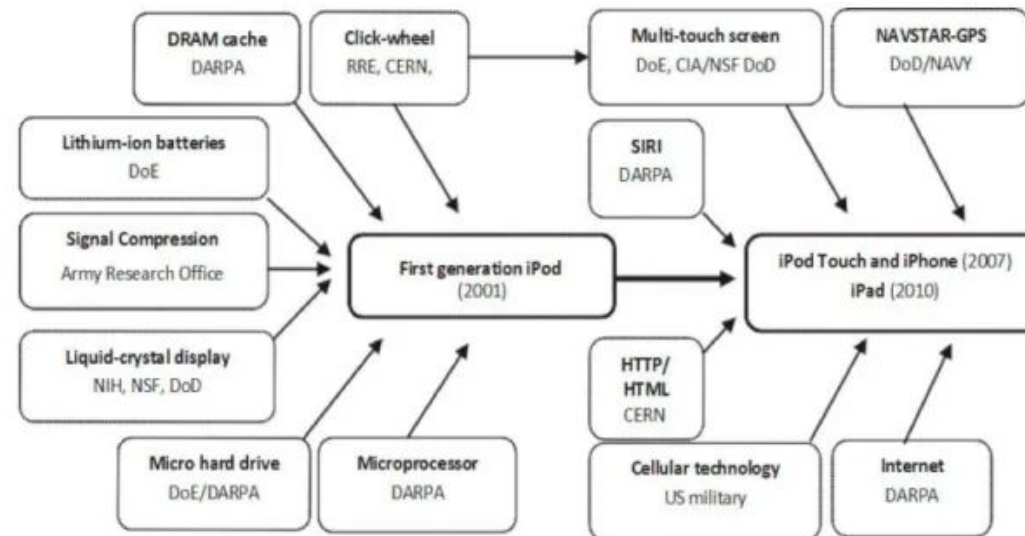 DRAM cache
DARPA
Click-wheel
RRE, CERN,
Multi-touch screen
DoE, CIA/NSF DoD
NAVSTAR-GPS
DoD/NAVY
Lithium-ion batteries
DoE
SIRI
DARPA
Signal Compression
Army Research Office
First generation iPod
(2001)
iPod Touch and iPhone (2007)
iPad (2010)
Liquid-crystal display
NIH, NSF, DoD
HTTP/
HTML
CERN
Micro hard drive
DoE/DARPA
Microprocessor
DARPA
Cellular technology
US military
Internet
DARPA